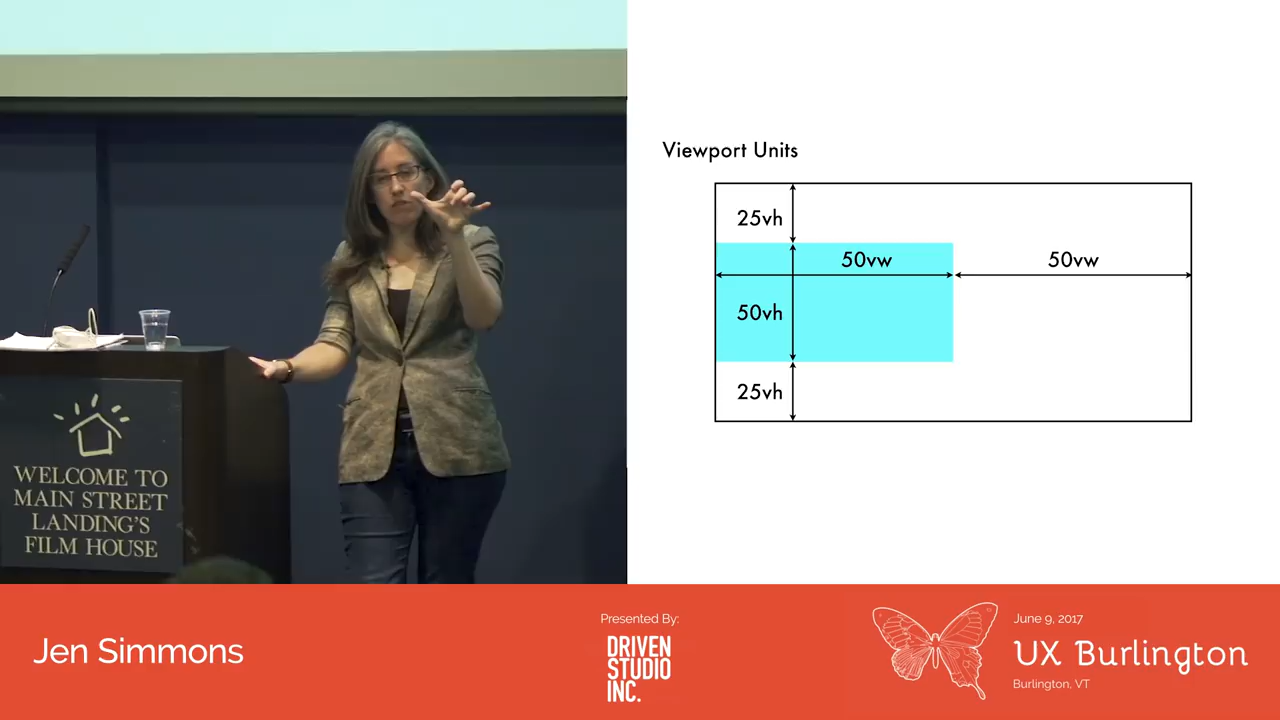 WELCOME TO
MAIN STREET
LANDING'S
FILM HOUSE
Viewport Units
25vh
50vw
50vw
50vh
25vh
Jen Simmons
Presented By:
DRIVEN
STUDIO
INC.
June 9, 2017
UX Burlington
Burlington, VT